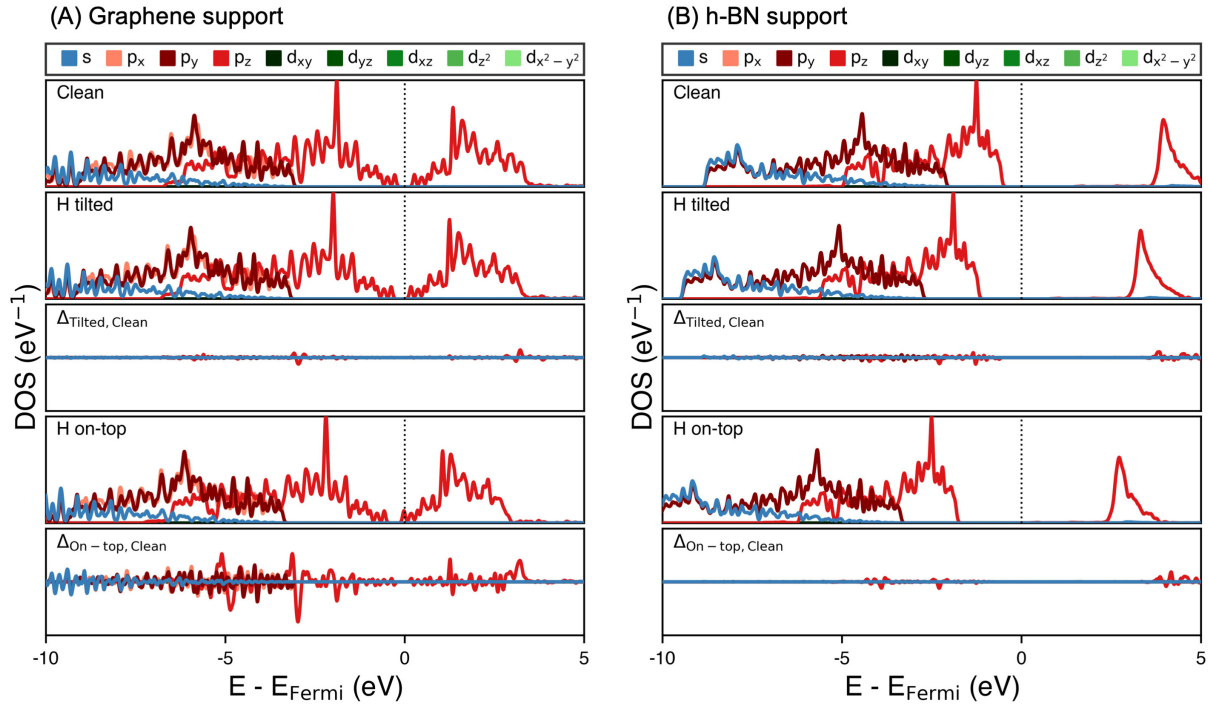 (A) Graphene support
s pₓ p_y p_z d_xy d_yz d_xz d_z² d_x²−y²
Clean
H tilted
Δ_Tilted, Clean
H on-top
Δ_On−top, Clean
DOS (eV⁻¹)
-10 -5 0 5
E - E_Fermi (eV)
(B) h-BN support
s pₓ p_y p_z d_xy d_yz d_xz d_z² d_x²−y²
Clean
H tilted
Δ_Tilted, Clean
H on-top
Δ_On−top, Clean
DOS (eV⁻¹)
-10 -5 0 5
E - E_Fermi (eV)